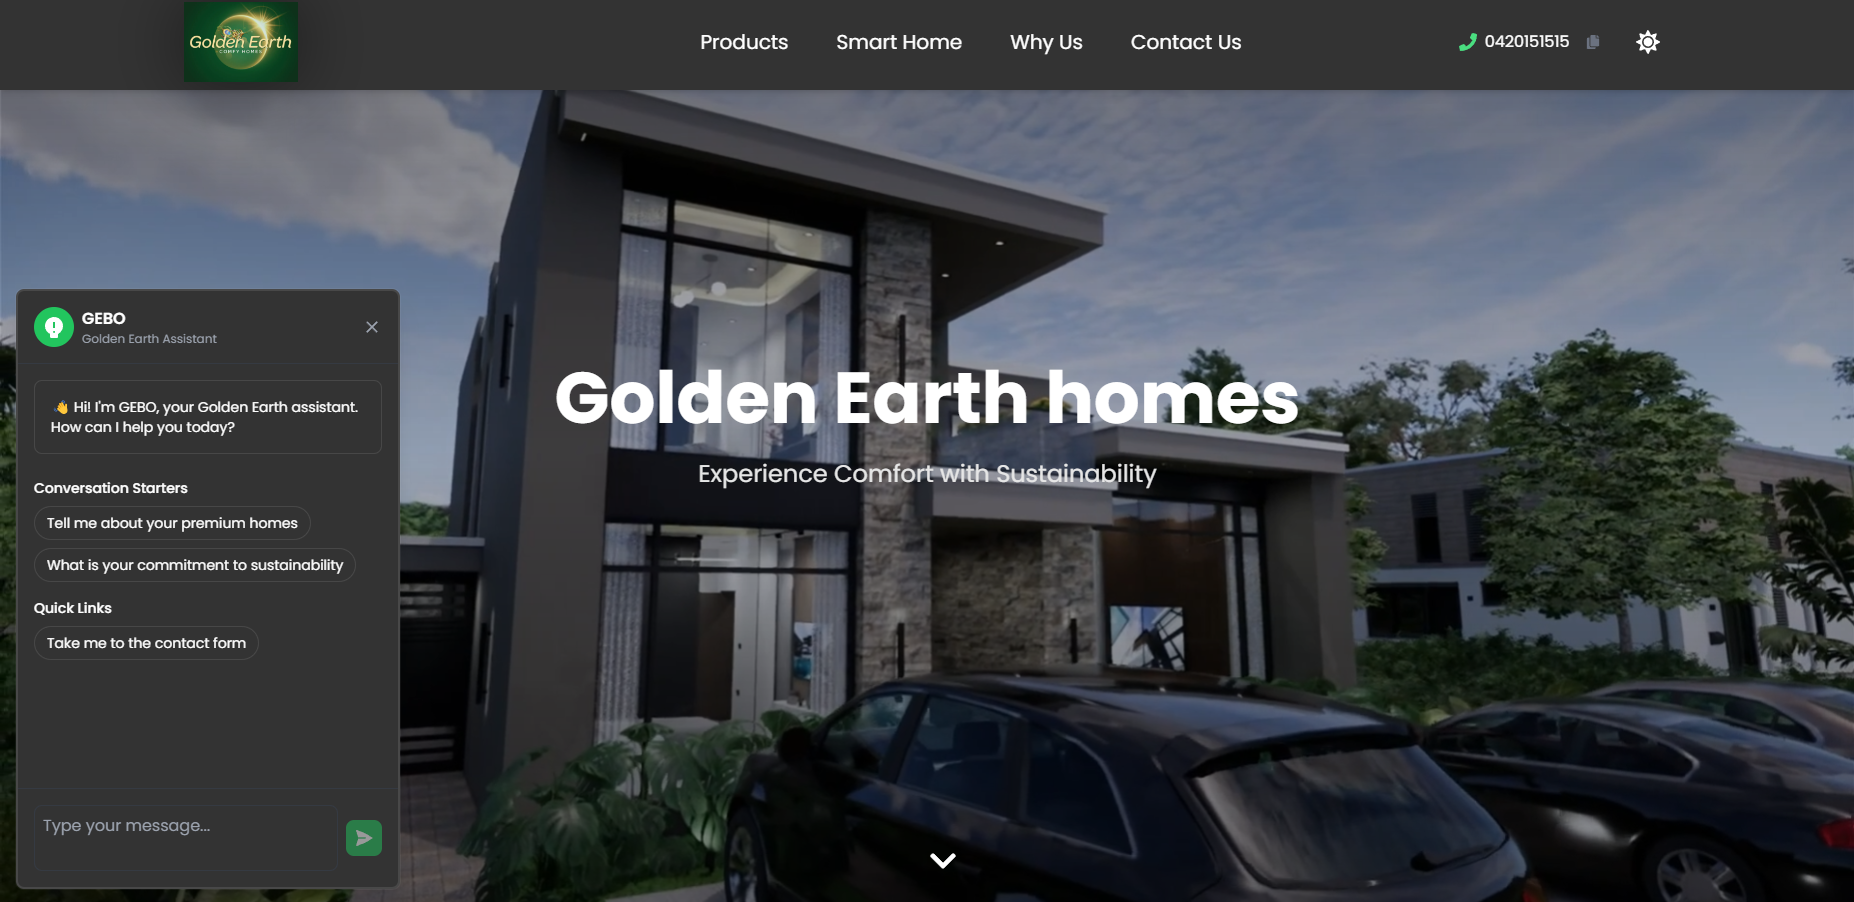 Golden Earth
COMFY HOMES
Products
Smart Home
Why Us
Contact Us
0420151515
Golden Earth homes
Experience Comfort with Sustainability
GEBO
Golden Earth Assistant
👋 Hi! I'm GEBO, your Golden Earth assistant.
How can I help you today?
Conversation Starters
Tell me about your premium homes
What is your commitment to sustainability
Quick Links
Take me to the contact form
Type your message...